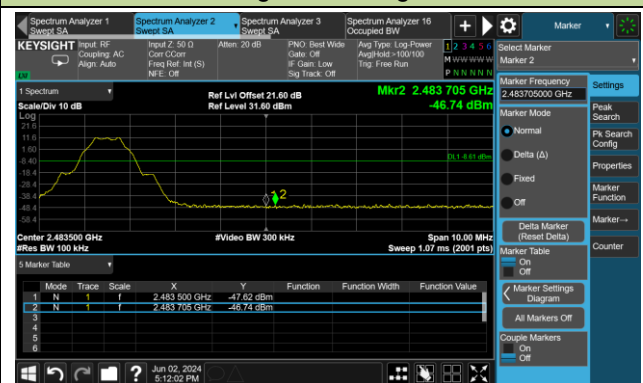 Spectrum Analyzer 1
Swept SA
Spectrum Analyzer 2
Swept SA
Spectrum Analyzer 3
Swept SA
Spectrum Analyzer 16
Occupied BW
Marker
KEYSIGHT
Input: RF
Coupling: AC
Align: Auto
Input Z: 50 Ω
Corr CCorr
Freq Ref: Int (S)
NFE: Off
Atten: 20 dB
PNO: Best Wide
Gate: Off
IF Gain: Low
Sig Track: Off
Avg Type: Log-Power
Avg|Hold:>100/100
Trig: Free Run
1 2 3 4 5 6
M W W W W W
P N N N N N
Select Marker
Marker 2
LXI
1 Spectrum
Scale/Div 10 dB
Ref Lvl Offset 21.60 dB
Ref Level 31.60 dBm
Mkr2 2.483 705 GHz
-46.74 dBm
Log
21.6
11.6
1.60
-8.40
-18.4
-28.4
-38.4
-48.4
-58.4
DL1 -8.61 dBm
2
Center 2.483500 GHz
#Res BW 100 kHz
#Video BW 300 kHz
Span 10.00 MHz
Sweep 1.07 ms (2001 pts)
5 Marker Table
Mode Trace Scale X Y Function Function Width Function Value
1 N 1 f 2.483 500 GHz -47.62 dBm
2 N 1 f 2.483 705 GHz -46.74 dBm
3
4
5
6
Marker Frequency
2.483705000 GHz
Marker Mode
Normal
Delta (Δ)
Fixed
Off
Delta Marker
(Reset Delta)
Marker Table
On
Off
Marker Settings
Diagram
All Markers Off
Couple Markers
On
Off
Settings
Peak
Search
Pk Search
Config
Properties
Marker
Function
Marker→
Counter
?
Jun 02, 2024
5:12:02 PM